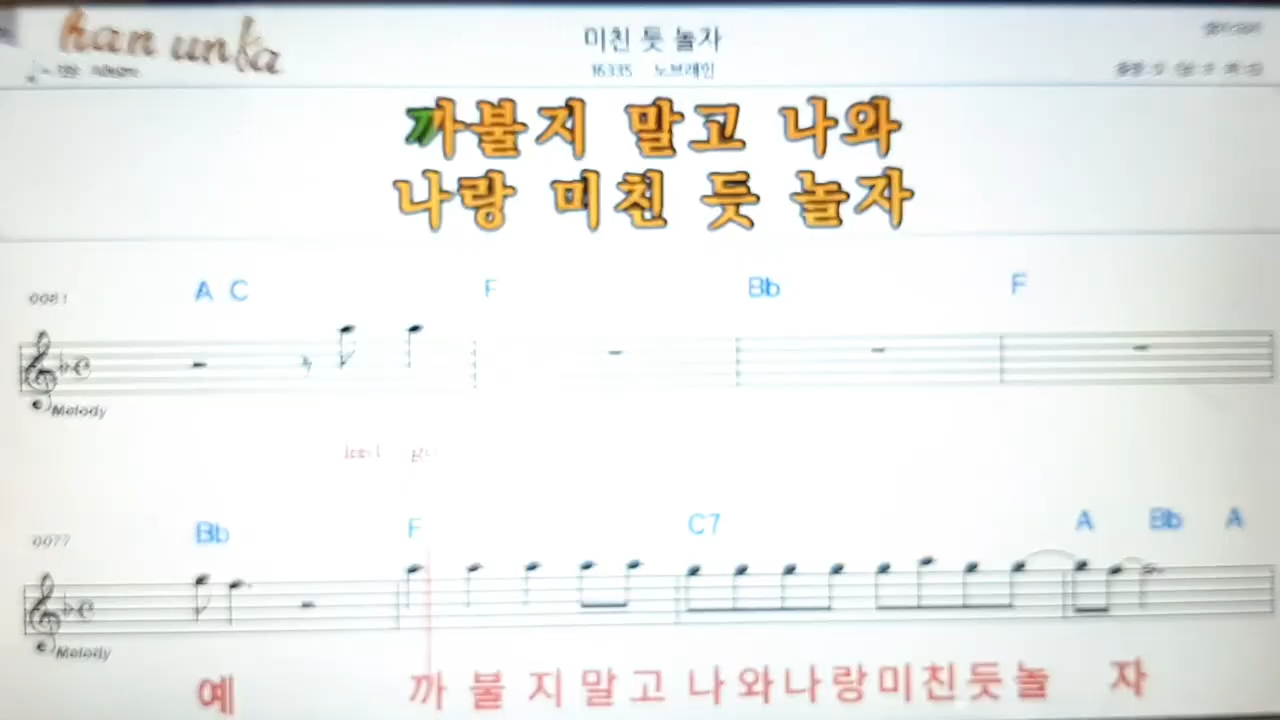 han unka
미친 듯 놀자
16335 노브레인
까불지 말고 나와
나랑 미친 듯 놀자
0081 A C F Bb F
Melody
0077 Bb F C7 A Bb A
Melody
예 까 불 지 말 고 나 와 나 랑 미 친 듯 놀 자